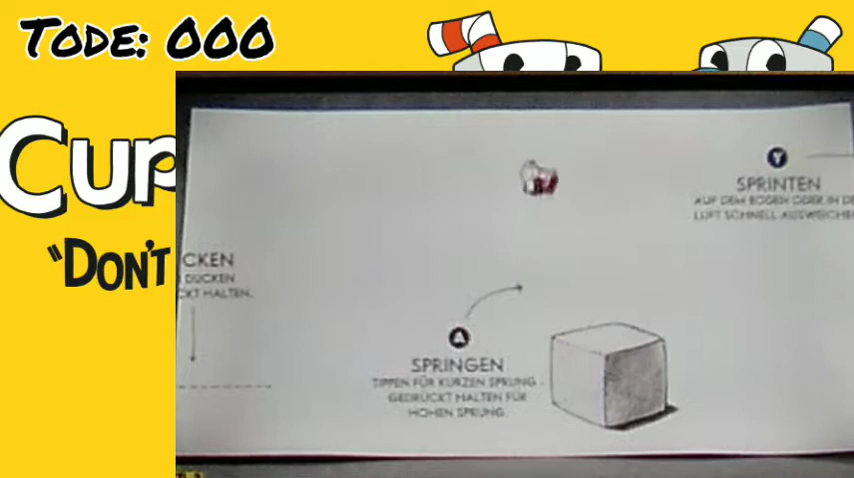 TODE: 000
CUP
"DON'T
CKEN
DUCKEN
CKT HALTEN.
A
SPRINGEN
TIPPEN FÜR KURZEN SPRUNG -
GEDRÜCKT HALTEN FÜR
HOHEN SPRUNG.
Y
SPRINTEN
AUF DEM BODEN ODER IN DE
LUFT SCHNELL AUSWEICHEN